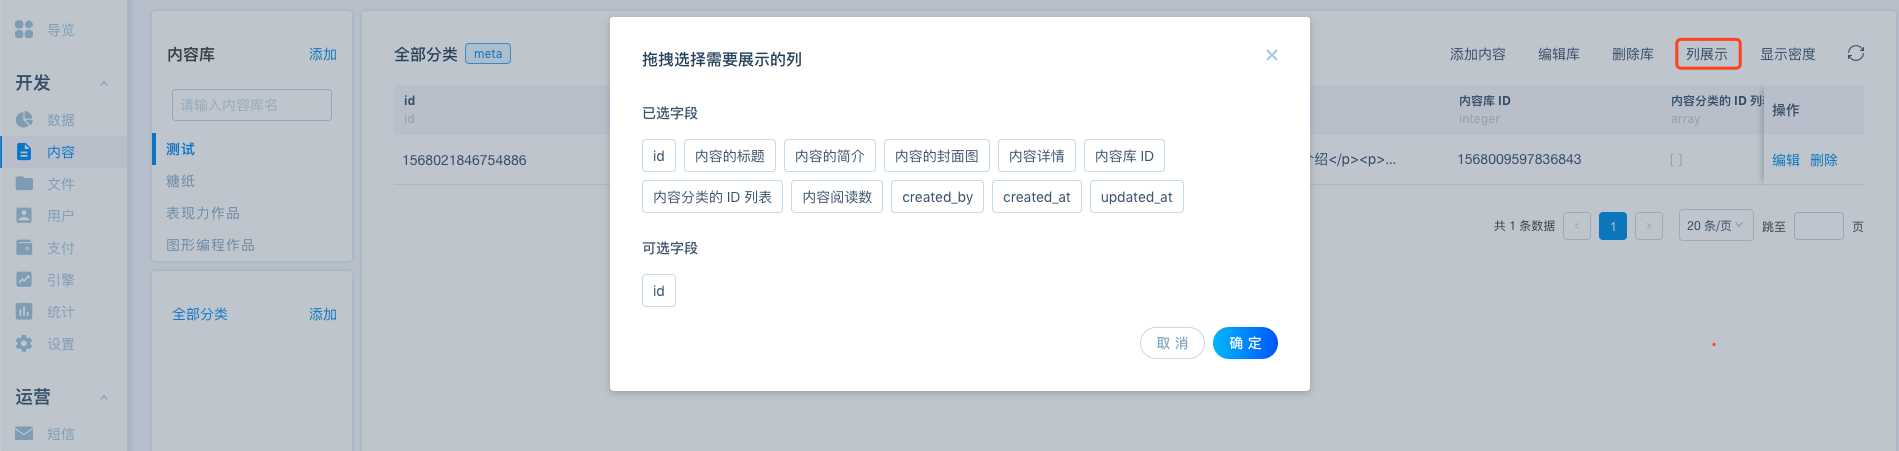 导览
开发
数据
内容
文件
用户
支付
引擎
统计
设置
运营
短信
内容库 添加
请输入内容库名
测试
糖纸
表现力作品
图形编程作品
全部分类 添加
全部分类 meta
添加内容 编辑库 删除库 列展示 显示密度
id
id
内容库 ID
integer
内容分类的 ID 列
array
操作
1568021846754886
绍</p><p>...
1568009597836843
[ ]
编辑 删除
共 1 条数据 < 1 > 20 条/页 跳至 页
拖拽选择需要展示的列
已选字段
id 内容的标题 内容的简介 内容的封面图 内容详情 内容库 ID
内容分类的 ID 列表 内容阅读数 created_by created_at updated_at
可选字段
id
取 消 确 定